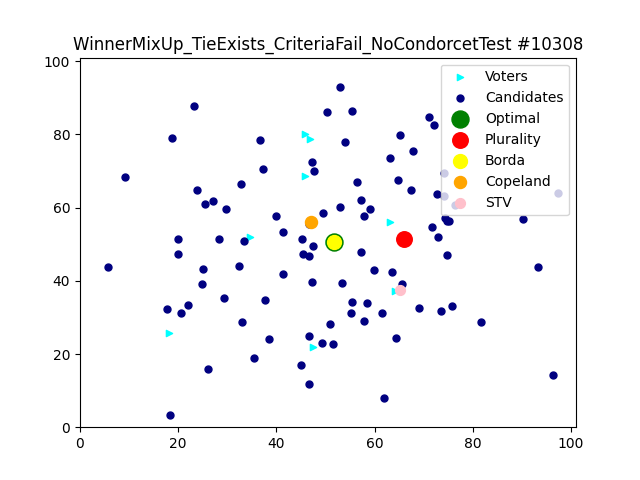 WinnerMixUp_TieExists_CriteriaFail_NoCondorcetTest #10308
100
80
60
40
20
0
0 20 40 60 80 100
Voters
Candidates
Optimal
Plurality
Borda
Copeland
STV